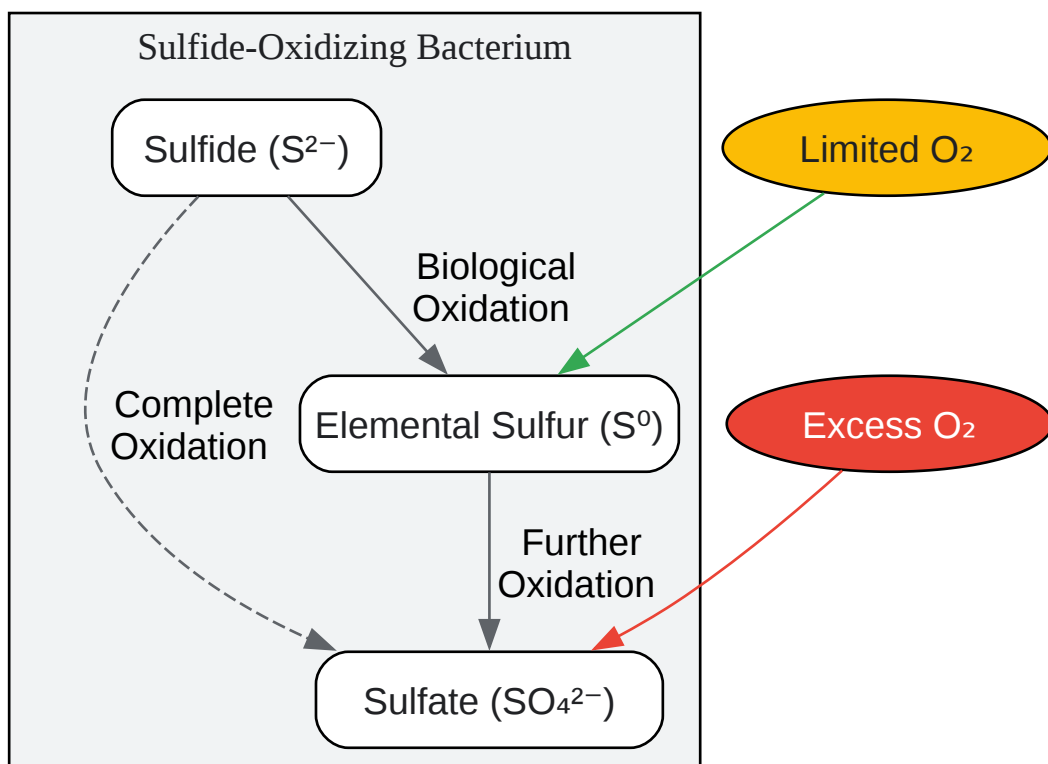 Sulfide-Oxidizing Bacterium
Sulfide (S²⁻)
Limited O₂
Biological
Oxidation
Complete
Oxidation
Elemental Sulfur (S⁰)
Excess O₂
Further
Oxidation
Sulfate (SO₄²⁻)